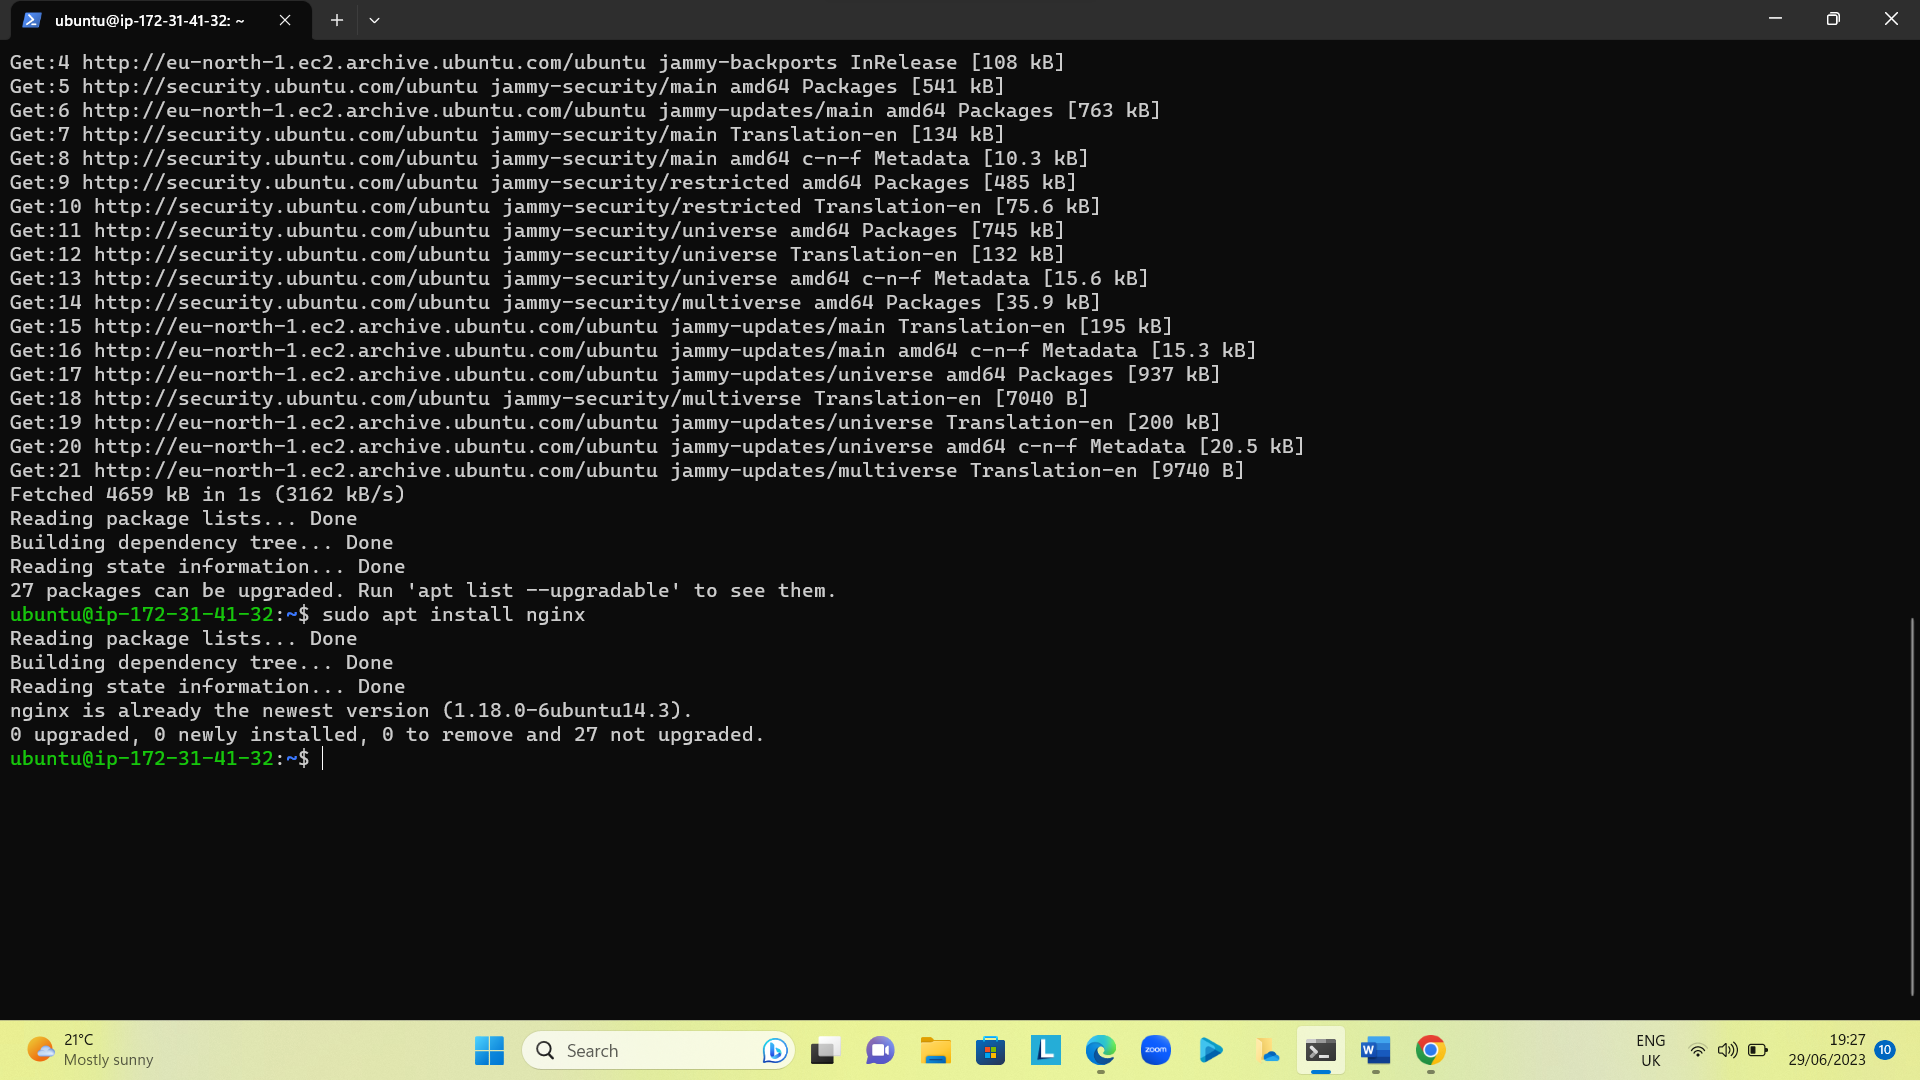 ubuntu@ip-172-31-41-32: ~
Get:4 http://eu-north-1.ec2.archive.ubuntu.com/ubuntu jammy-backports InRelease [108 kB]
Get:5 http://security.ubuntu.com/ubuntu jammy-security/main amd64 Packages [541 kB]
Get:6 http://eu-north-1.ec2.archive.ubuntu.com/ubuntu jammy-updates/main amd64 Packages [763 kB]
Get:7 http://security.ubuntu.com/ubuntu jammy-security/main Translation-en [134 kB]
Get:8 http://security.ubuntu.com/ubuntu jammy-security/main amd64 c-n-f Metadata [10.3 kB]
Get:9 http://security.ubuntu.com/ubuntu jammy-security/restricted amd64 Packages [485 kB]
Get:10 http://security.ubuntu.com/ubuntu jammy-security/restricted Translation-en [75.6 kB]
Get:11 http://security.ubuntu.com/ubuntu jammy-security/universe amd64 Packages [745 kB]
Get:12 http://security.ubuntu.com/ubuntu jammy-security/universe Translation-en [132 kB]
Get:13 http://security.ubuntu.com/ubuntu jammy-security/universe amd64 c-n-f Metadata [15.6 kB]
Get:14 http://security.ubuntu.com/ubuntu jammy-security/multiverse amd64 Packages [35.9 kB]
Get:15 http://eu-north-1.ec2.archive.ubuntu.com/ubuntu jammy-updates/main Translation-en [195 kB]
Get:16 http://eu-north-1.ec2.archive.ubuntu.com/ubuntu jammy-updates/main amd64 c-n-f Metadata [15.3 kB]
Get:17 http://eu-north-1.ec2.archive.ubuntu.com/ubuntu jammy-updates/universe amd64 Packages [937 kB]
Get:18 http://security.ubuntu.com/ubuntu jammy-security/multiverse Translation-en [7040 B]
Get:19 http://eu-north-1.ec2.archive.ubuntu.com/ubuntu jammy-updates/universe Translation-en [200 kB]
Get:20 http://eu-north-1.ec2.archive.ubuntu.com/ubuntu jammy-updates/universe amd64 c-n-f Metadata [20.5 kB]
Get:21 http://eu-north-1.ec2.archive.ubuntu.com/ubuntu jammy-updates/multiverse Translation-en [9740 B]
Fetched 4659 kB in 1s (3162 kB/s)
Reading package lists... Done
Building dependency tree... Done
Reading state information... Done
27 packages can be upgraded. Run 'apt list --upgradable' to see them.
ubuntu@ip-172-31-41-32:~$ sudo apt install nginx
Reading package lists... Done
Building dependency tree... Done
Reading state information... Done
nginx is already the newest version (1.18.0-6ubuntu14.3).
0 upgraded, 0 newly installed, 0 to remove and 27 not upgraded.
ubuntu@ip-172-31-41-32:~$
21°C
Mostly sunny
Search
L
zoom
W
ENG
UK
19:27
29/06/2023
10